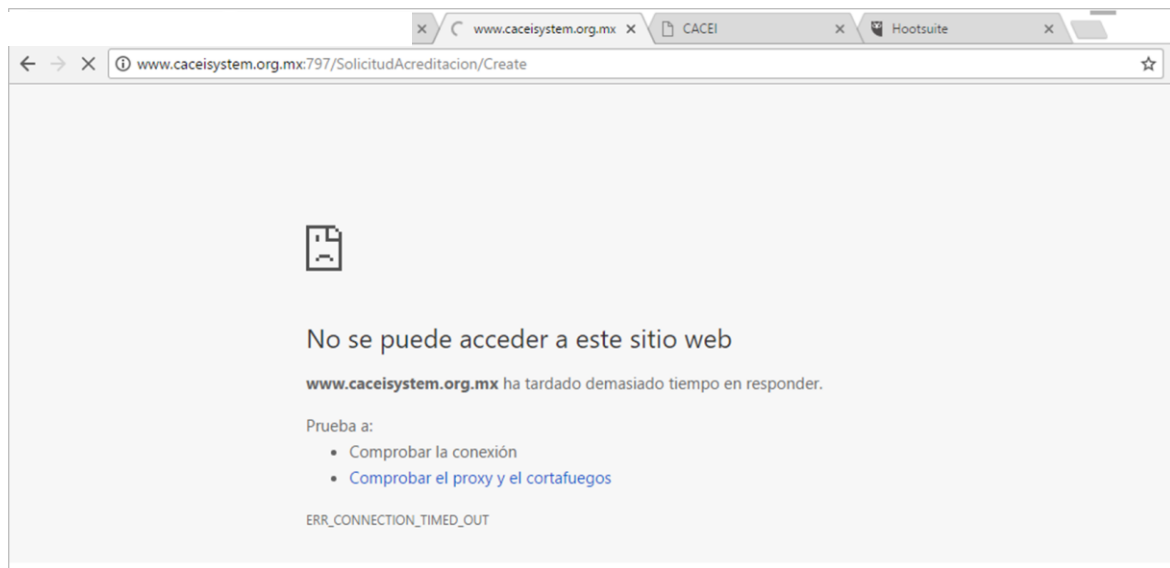 www.caceisystem.org.mx CACEI Hootsuite
www.caceisystem.org.mx:797/SolicitudAcreditacion/Create
No se puede acceder a este sitio web
www.caceisystem.org.mx ha tardado demasiado tiempo en responder.
Prueba a:
• Comprobar la conexión
• Comprobar el proxy y el cortafuegos
ERR_CONNECTION_TIMED_OUT